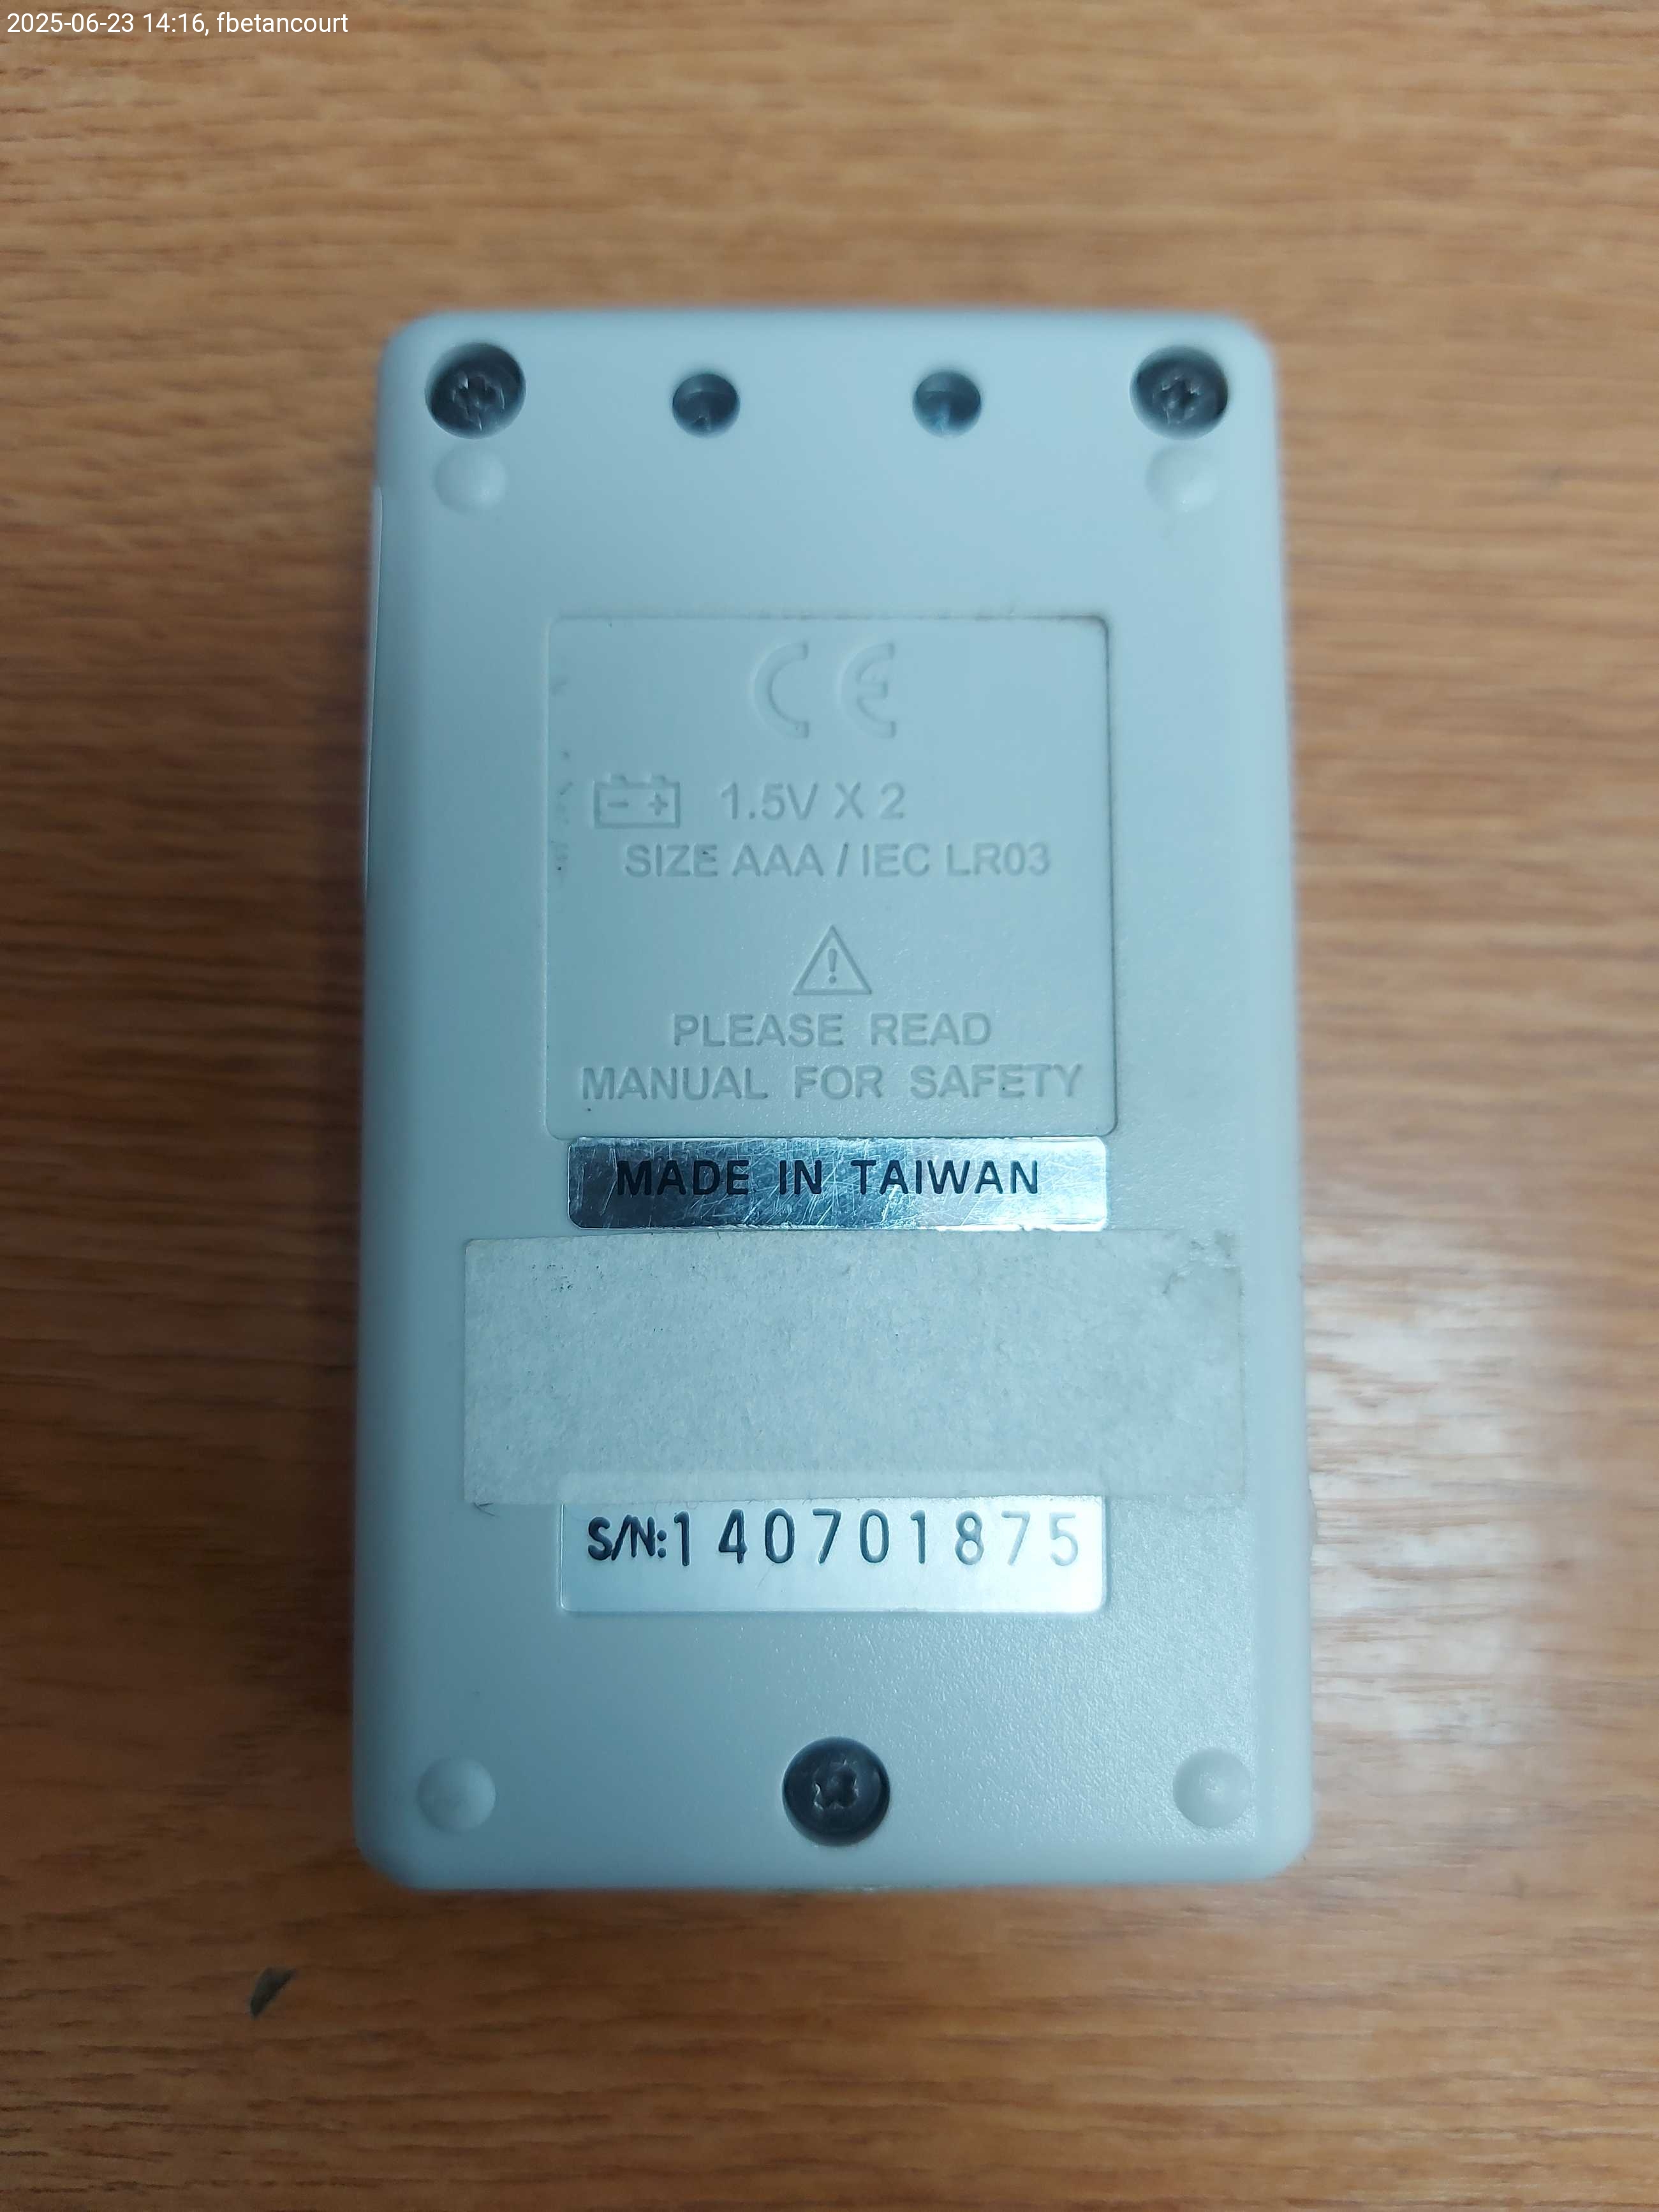 2025-06-23 14:16, fbetancourt
CE
1.5V X 2
SIZE AAA / IEC LR03
PLEASE READ
MANUAL FOR SAFETY
MADE IN TAIWAN
S/N:140701875